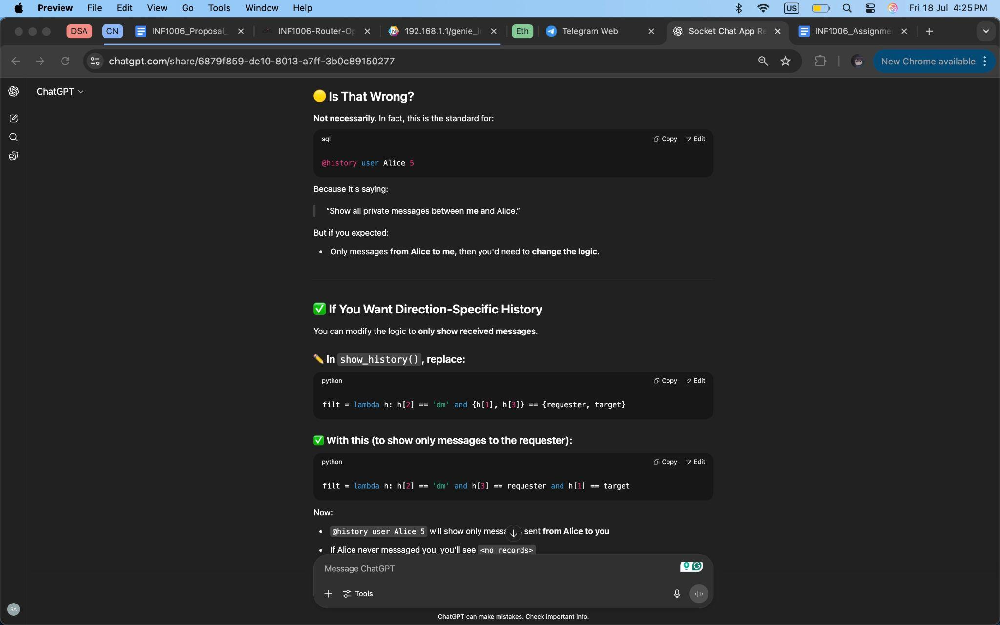 Preview File Edit View Go Tools Window Help US Fri 18 Jul 4:25 PM
DSA CN INF1006_Proposal_ INF1006-Router-Op 192.168.1.1/genie_i Eth Telegram Web Socket Chat App Re INF1006_Assignme
chatgpt.com/share/6879f859-de10-8013-a7ff-3b0c89150277 New Chrome available
ChatGPT
Is That Wrong?
Not necessarily. In fact, this is the standard for:
sql Copy Edit
@history user Alice 5
Because it's saying:
“Show all private messages between me and Alice.”
But if you expected:
• Only messages from Alice to me, then you'd need to change the logic.
✅ If You Want Direction-Specific History
You can modify the logic to only show received messages.
✏️ In show_history(), replace:
python Copy Edit
filt = lambda h: h[2] == 'dm' and {h[1], h[3]} == {requester, target}
✅ With this (to show only messages to the requester):
python Copy Edit
filt = lambda h: h[2] == 'dm' and h[3] == requester and h[1] == target
Now:
• @history user Alice 5 will show only messa sent from Alice to you
• If Alice never messaged you, you'll see <no records>
Message ChatGPT
Tools
RA
ChatGPT can make mistakes. Check important info.